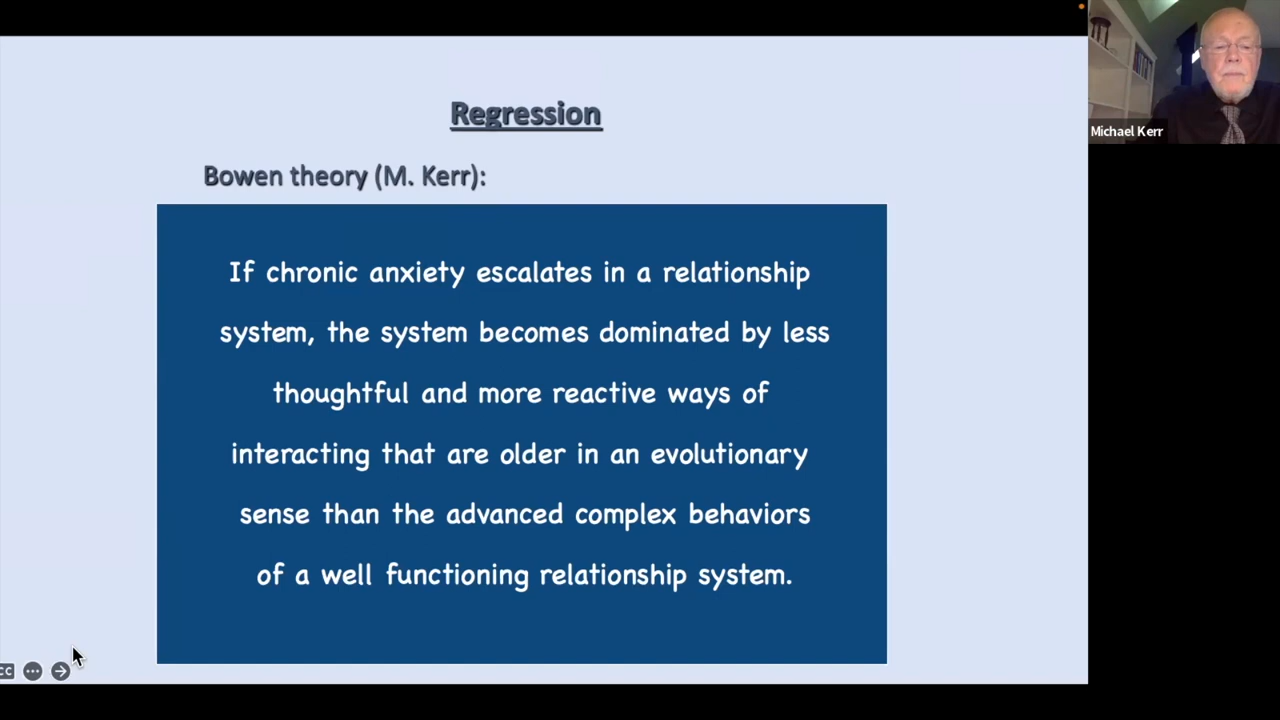 Regression
Bowen theory (M. Kerr):
If chronic anxiety escalates in a relationship
system, the system becomes dominated by less
thoughtful and more reactive ways of
interacting that are older in an evolutionary
sense than the advanced complex behaviors
of a well functioning relationship system.
Michael Kerr
CC